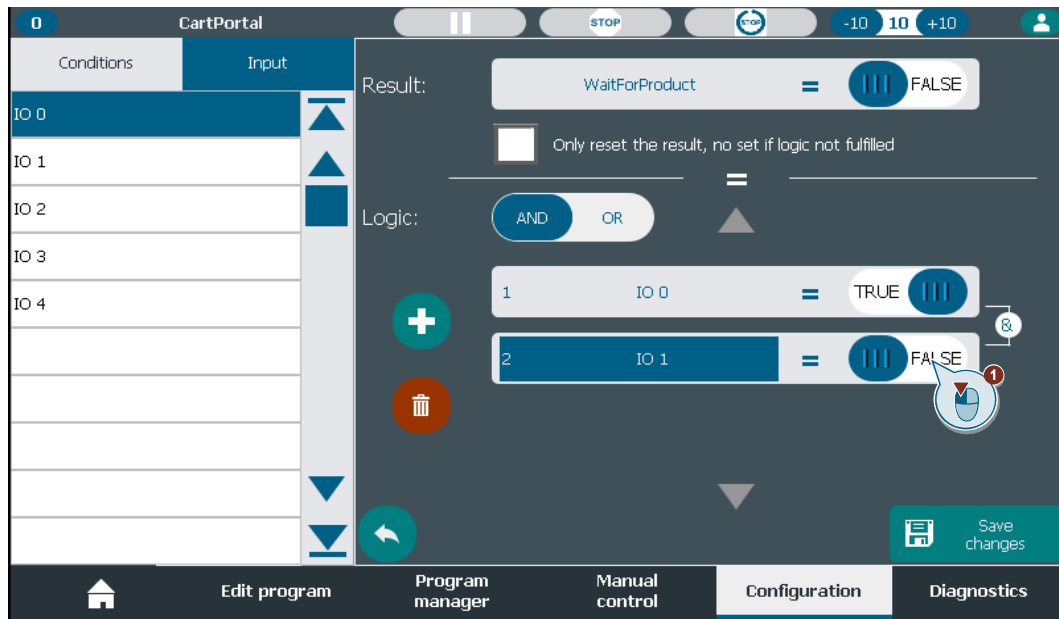 0 CartPortal STOP STOP -10 10 +10
Conditions Input
Result: WaitForProduct = FALSE
IO 0
Only reset the result, no set if logic not fulfilled
IO 1
=
IO 2
Logic: AND OR
IO 3
1 IO 0 = TRUE
IO 4
&
2 IO 1 = FALSE
1
Save
changes
Edit program
Program
manager
Manual
control
Configuration
Diagnostics